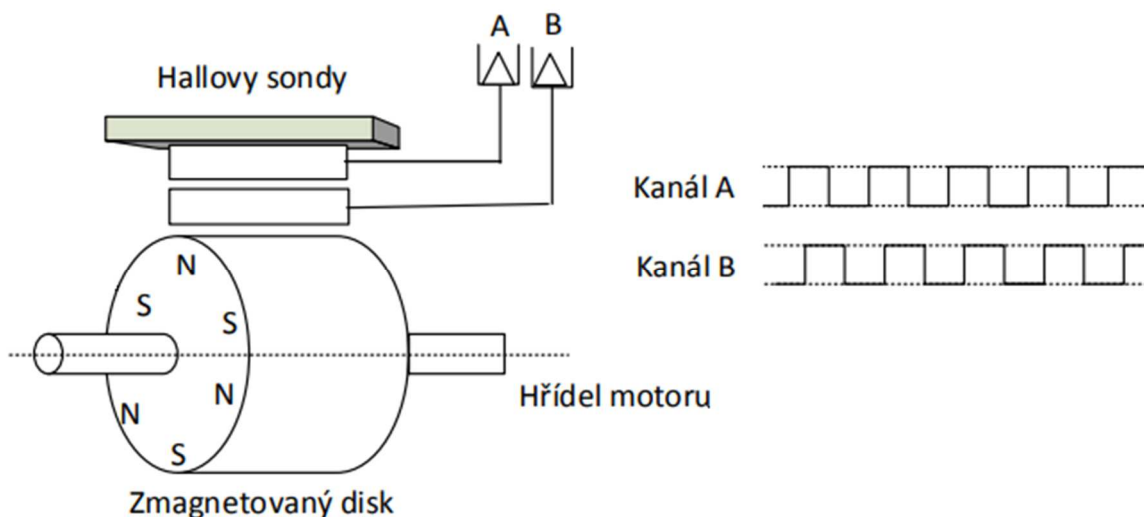 A B
Hallovy sondy
Kanál A
Kanál B
N
S
S
N
N
S
Hřídel motoru
Zmagnetovaný disk